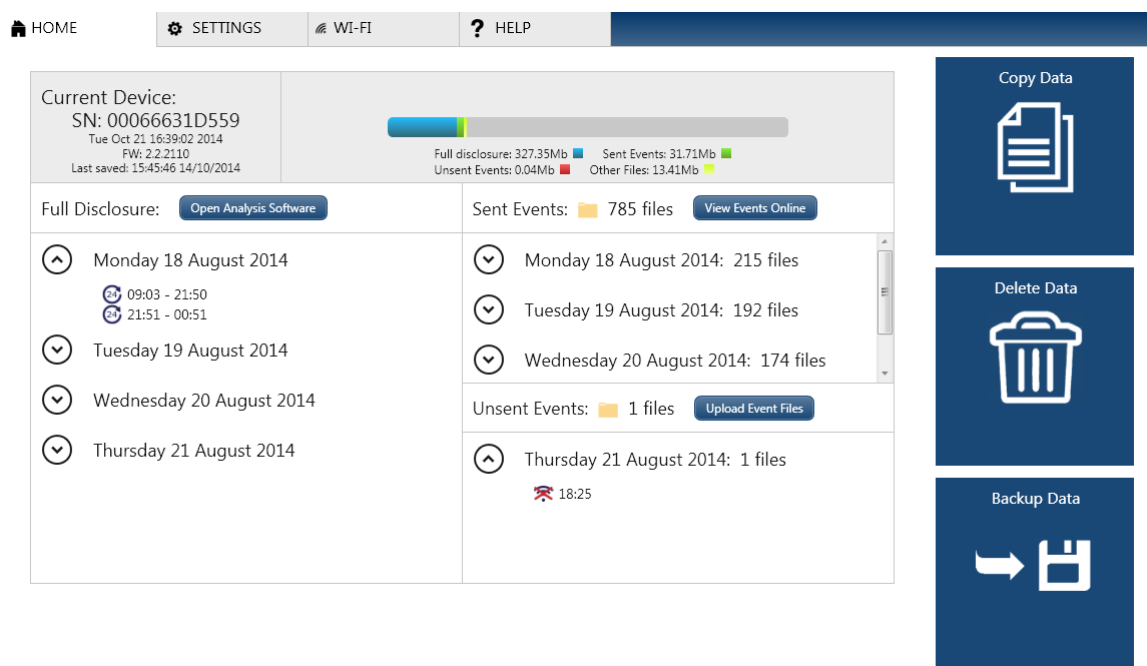 HOME
SETTINGS
WI-FI
? HELP
Current Device:
SN: 00066631D559
Tue Oct 21 16:39:02 2014
FW: 2.2.2110
Last saved: 15:45:46 14/10/2014
Full disclosure: 327.35Mb Sent Events: 31.71Mb
Unsent Events: 0.04Mb Other Files: 13.41Mb
Full Disclosure: Open Analysis Software
Monday 18 August 2014
24 09:03 - 21:50
24 21:51 - 00:51
Tuesday 19 August 2014
Wednesday 20 August 2014
Thursday 21 August 2014
Sent Events: 785 files View Events Online
Monday 18 August 2014: 215 files
Tuesday 19 August 2014: 192 files
Wednesday 20 August 2014: 174 files
Unsent Events: 1 files Upload Event Files
Thursday 21 August 2014: 1 files
18:25
Copy Data
Delete Data
Backup Data